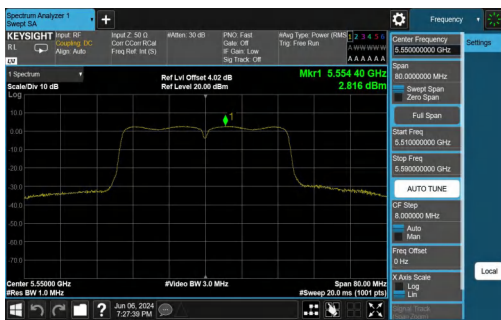 Spectrum Analyzer 1
Swept SA
Frequency
KEYSIGHT
Input: RF
Input Z: 50 Ω
#Atten: 30 dB
PNO: Fast
#Avg Type: Power (RMS)
1 2 3 4 5 6
RL
Coupling: DC
Corr CCorr RCal
Gate: Off
Trig: Free Run
Align: Auto
Freq Ref: Int (S)
IF Gain: Low
A W W W W W
Sig Track: Off
A A A A A A
LVI
Center Frequency
5.550000000 GHz
Settings
1 Spectrum
Ref Lvl Offset 4.02 dB
Mkr1 5.554 40 GHz
Scale/Div 10 dB
Ref Level 20.00 dBm
2.816 dBm
Log
Span
80.0000000 MHz
Swept Span
Zero Span
Full Span
Start Freq
5.510000000 GHz
Stop Freq
5.590000000 GHz
AUTO TUNE
CF Step
8.000000 MHz
Auto
Man
Freq Offset
0 Hz
X Axis Scale
Log
Lin
Local
Signal Track
10.0
0.00
-10.0
-20.0
-30.0
-40.0
-50.0
-60.0
-70.0
1
Center 5.55000 GHz
#Video BW 3.0 MHz
Span 80.00 MHz
#Res BW 1.0 MHz
#Sweep 20.0 ms (1001 pts)
Jun 06, 2024
7:27:39 PM
?